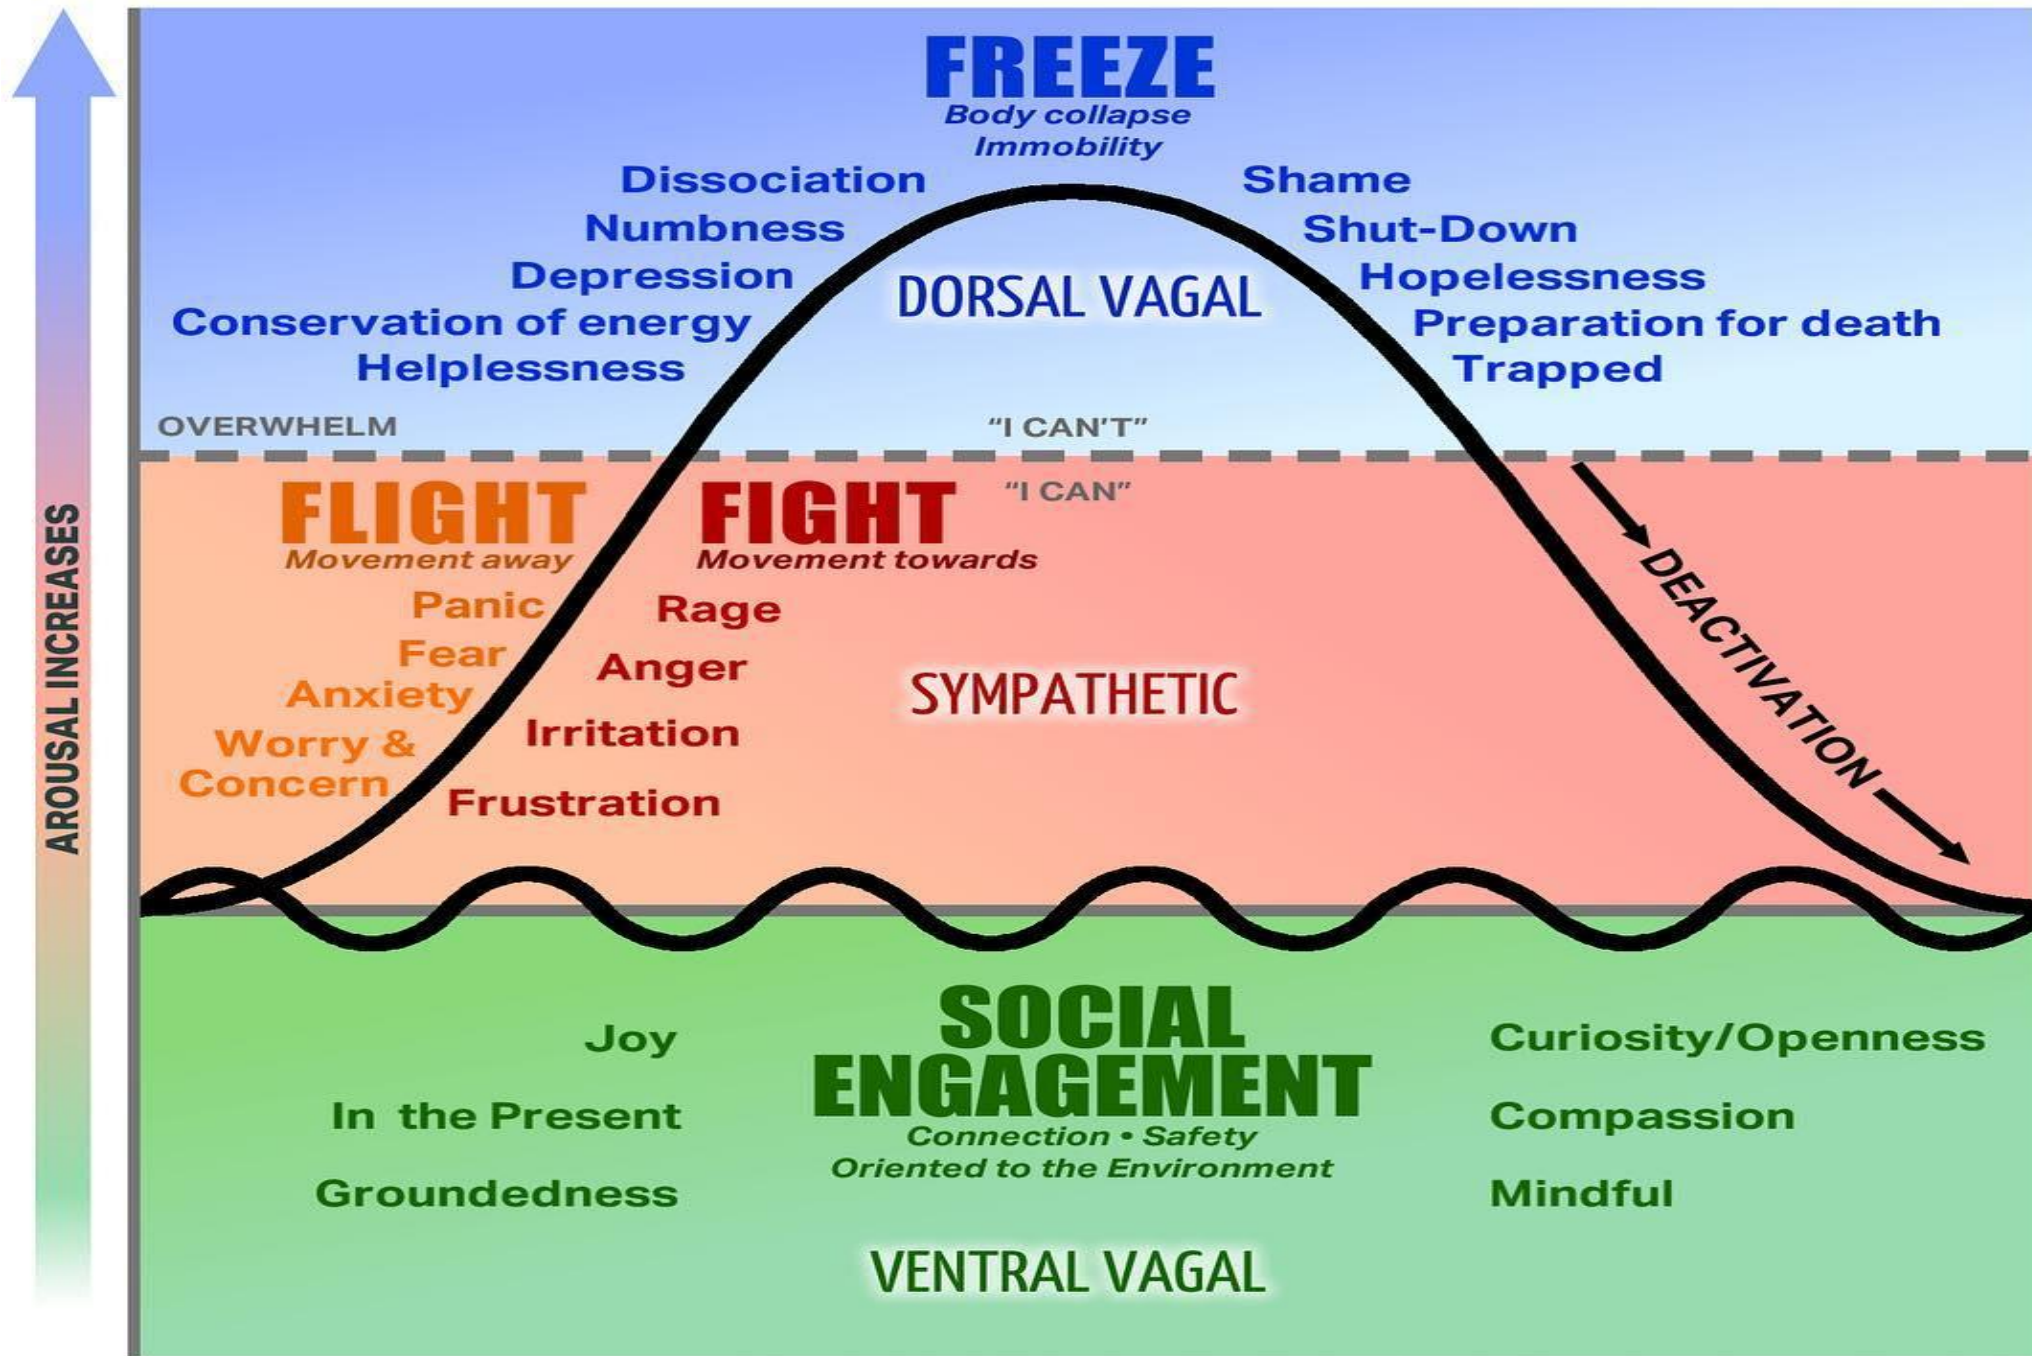 FREEZE
Body collapse
Immobility
Dissociation
Numbness
Depression
Conservation of energy
Helplessness
Shame
Shut-Down
Hopelessness
Preparation for death
Trapped
DORSAL VAGAL
OVERWHELM
"I CAN'T"
"I CAN"
FLIGHT
Movement away
Panic
Fear
Anxiety
Worry &
Concern
FIGHT
Movement towards
Rage
Anger
Irritation
Frustration
SYMPATHETIC
DEACTIVATION
AROUSAL INCREASES
SOCIAL
ENGAGEMENT
Connection • Safety
Oriented to the Environment
Joy
In the Present
Groundedness
Curiosity/Openness
Compassion
Mindful
VENTRAL VAGAL